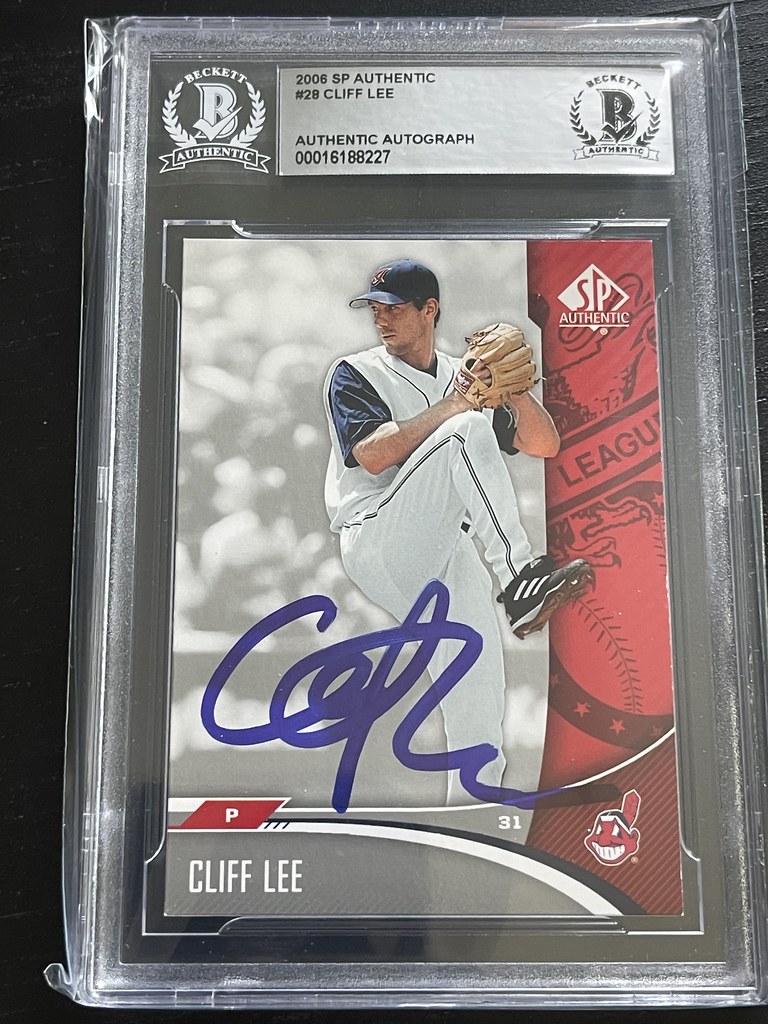 BECKETT
B
AUTHENTIC
2006 SP AUTHENTIC
#28 CLIFF LEE
AUTHENTIC AUTOGRAPH
00016188227
BECKETT
B
AUTHENTIC
SP
AUTHENTIC
LEAGU
P
31
CLIFF LEE